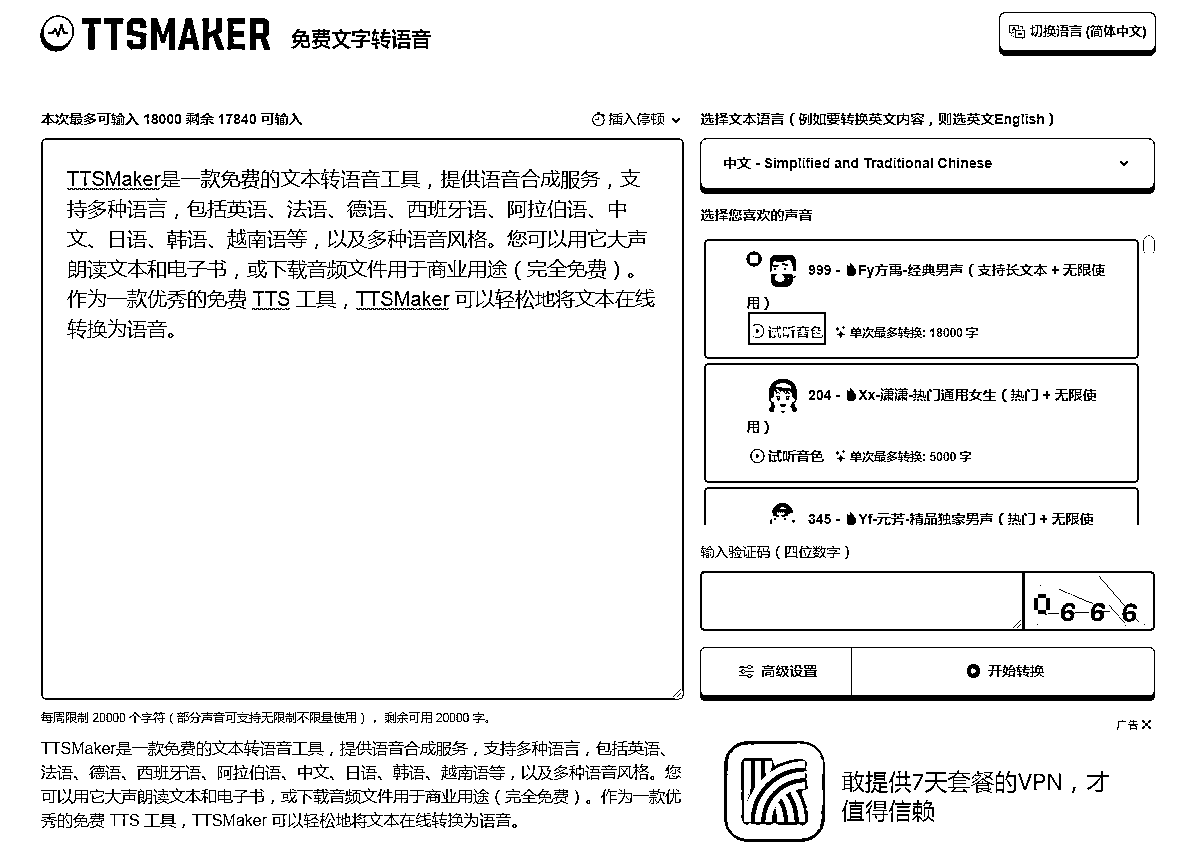 TTSMAKER 免费文字转语音
切换语言 (简体中文)
本次最多可输入 18000 剩余 17840 可输入
插入停顿
TTSMaker是一款免费的文本转语音工具，提供语音合成服务，支
持多种语言，包括英语、法语、德语、西班牙语、阿拉伯语、中
文、日语、韩语、越南语等，以及多种语音风格。您可以用它大声
朗读文本和电子书，或下载音频文件用于商业用途（完全免费）。
作为一款优秀的免费 TTS 工具，TTSMaker 可以轻松地将文本在线
转换为语音。
每周限制 20000 个字符（部分声音可支持无限制不限量使用），剩余可用 20000 字。
TTSMaker是一款免费的文本转语音工具，提供语音合成服务，支持多种语言，包括英语、
法语、德语、西班牙语、阿拉伯语、中文、日语、韩语、越南语等，以及多种语音风格。您
可以用它大声朗读文本和电子书，或下载音频文件用于商业用途（完全免费）。作为一款优
秀的免费 TTS 工具，TTSMaker 可以轻松地将文本在线转换为语音。
选择文本语言（例如要转换英文内容，则选英文English）
中文 - Simplified and Traditional Chinese
选择您喜欢的声音
999 - Fy方禹-经典男声（支持长文本 + 无限使
用）
试听音色 单次最多转换: 18000 字
204 - Xx-潇潇-热门通用女生（热门 + 无限使
用）
试听音色 单次最多转换: 5000 字
345 - Yf-元芳-精品独家男声（热门 + 无限使
输入验证码（四位数字）
0666
高级设置
开始转换
广告
敢提供7天套餐的VPN，才
值得信赖